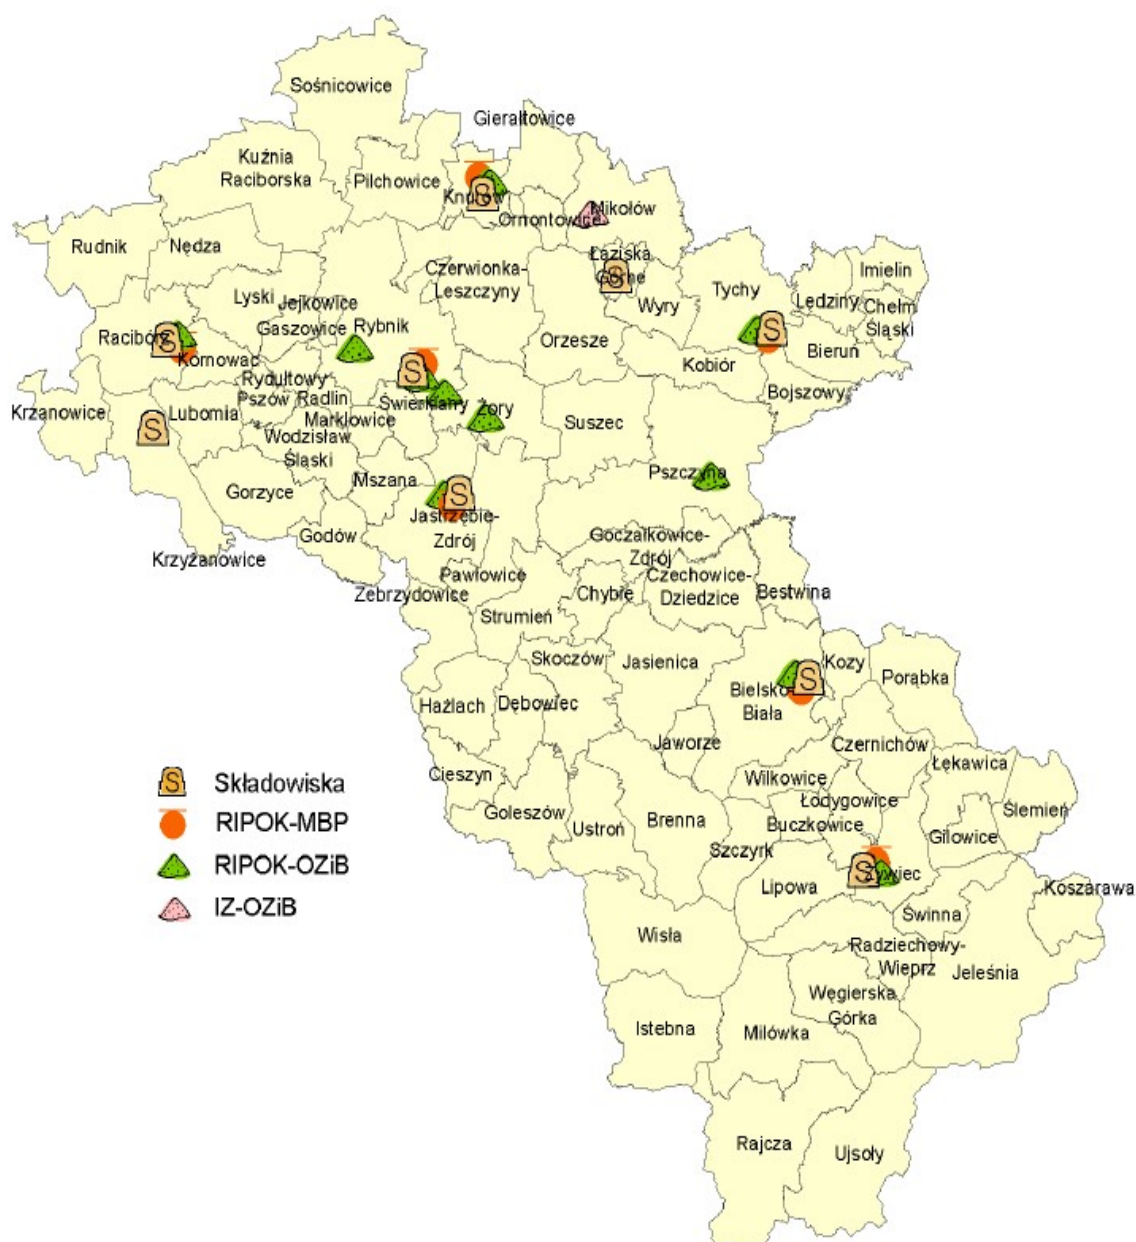 Sośnicowice
Gierałtowice
Kuźnia
Raciborska
Pilchowice
Knurów
S
Ornontowice
Mikołów
Rudnik
Nędza
Czerwionka-
Leszczyny
Łaziska
Górne
S
Wyry
Tychy
Imielin
Lędziny
Chełm
Śląski
Lyski
Jejkowice
Gaszowice
Rybnik
Orzesze
Kobiór
S
Bieruń
Bojszowy
Racibórz
S
Kornowac
Rydułtowy
Pszów
Radlin
S
Świerklany
Żory
Marklowice
Suszec
Krzanowice
S
Lubomia
Wodzisław
Śląski
Pszczyna
Mszana
Gorzyce
S
Jastrzębie-
Zdrój
Godów
Krzyżanowice
Goczałkowice-
Zdrój
Pawłowice
Zebrzydowice
Chybie
Czechowice-
Dziedzice
Bestwina
Strumień
Skoczów
Jasienica
Kozy
Porąbka
Hażlach
Dębowiec
Bielsko-
Biała
S
Jaworze
Czernichów
Łękawica
Cieszyn
Wilkowice
Goleszów
Ustroń
Brenna
Łodygowice
Buczkowice
Ślemień
Gilowice
Szczyrk
S
Żywiec
Lipowa
Koszarawa
Świnna
Wisła
Radziechowy-
Wieprz
Jeleśnia
Węgierska
Górka
Istebna
Milówka
Rajcza
Ujsoły
S Składowiska
RIPOK-MBP
RIPOK-OZiB
IZ-OZiB